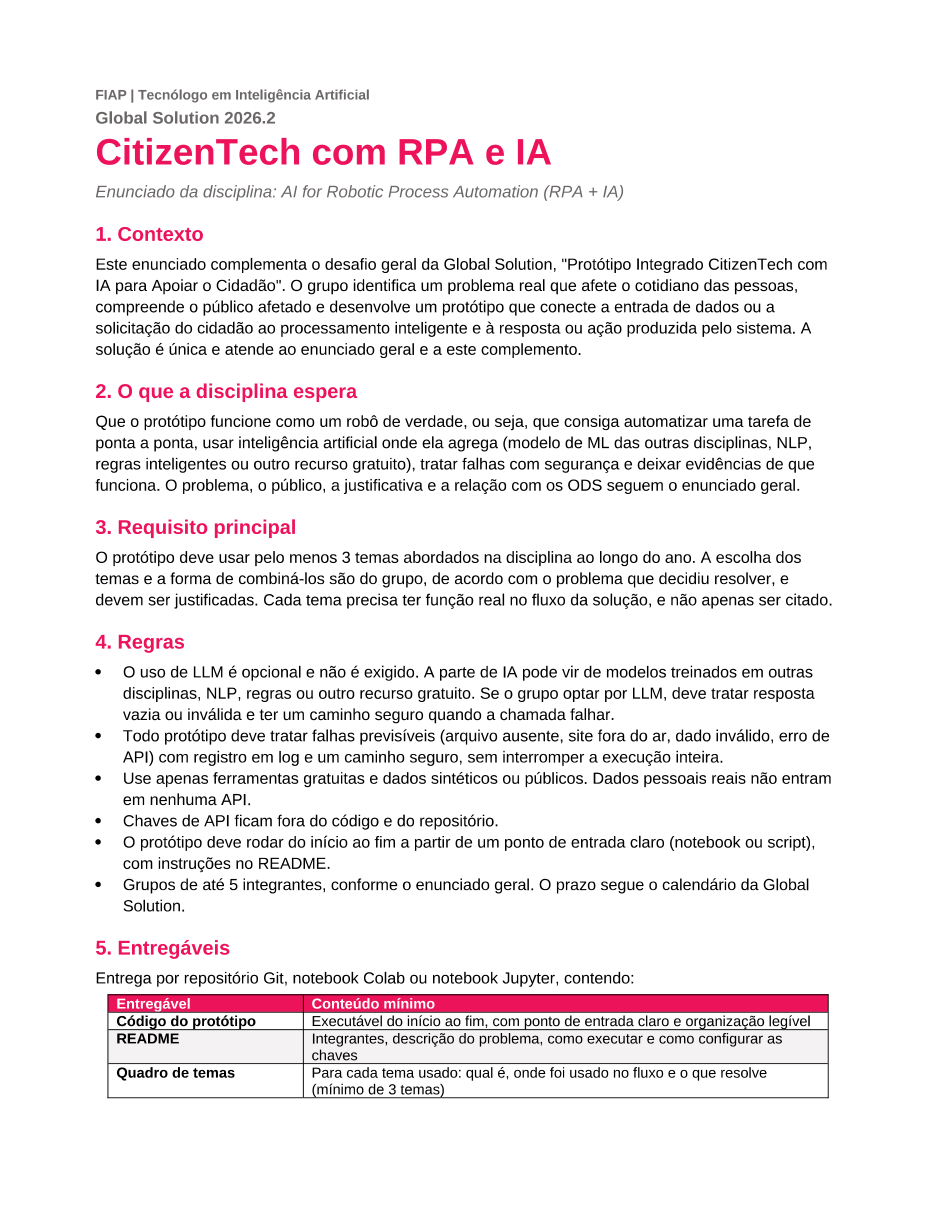 FIAP | Tecnólogo em Inteligência Artificial
Global Solution 2026.2
CitizenTech com RPA e IA
Enunciado da disciplina: AI for Robotic Process Automation (RPA + IA)
1. Contexto
Este enunciado complementa o desafio geral da Global Solution, "Protótipo Integrado CitizenTech com
IA para Apoiar o Cidadão". O grupo identifica um problema real que afete o cotidiano das pessoas,
compreende o público afetado e desenvolve um protótipo que conecte a entrada de dados ou a
solicitação do cidadão ao processamento inteligente e à resposta ou ação produzida pelo sistema. A
solução é única e atende ao enunciado geral e a este complemento.
2. O que a disciplina espera
Que o protótipo funcione como um robô de verdade, ou seja, que consiga automatizar uma tarefa de
ponta a ponta, usar inteligência artificial onde ela agrega (modelo de ML das outras disciplinas, NLP,
regras inteligentes ou outro recurso gratuito), tratar falhas com segurança e deixar evidências de que
funciona. O problema, o público, a justificativa e a relação com os ODS seguem o enunciado geral.
3. Requisito principal
O protótipo deve usar pelo menos 3 temas abordados na disciplina ao longo do ano. A escolha dos
temas e a forma de combiná-los são do grupo, de acordo com o problema que decidiu resolver, e
devem ser justificadas. Cada tema precisa ter função real no fluxo da solução, e não apenas ser citado.
4. Regras
• O uso de LLM é opcional e não é exigido. A parte de IA pode vir de modelos treinados em outras
disciplinas, NLP, regras ou outro recurso gratuito. Se o grupo optar por LLM, deve tratar resposta
vazia ou inválida e ter um caminho seguro quando a chamada falhar.
• Todo protótipo deve tratar falhas previsíveis (arquivo ausente, site fora do ar, dado inválido, erro de
API) com registro em log e um caminho seguro, sem interromper a execução inteira.
• Use apenas ferramentas gratuitas e dados sintéticos ou públicos. Dados pessoais reais não entram
em nenhuma API.
• Chaves de API ficam fora do código e do repositório.
• O protótipo deve rodar do início ao fim a partir de um ponto de entrada claro (notebook ou script),
com instruções no README.
• Grupos de até 5 integrantes, conforme o enunciado geral. O prazo segue o calendário da Global
Solution.
5. Entregáveis
Entrega por repositório Git, notebook Colab ou notebook Jupyter, contendo:
Entregável Conteúdo mínimo
Código do protótipo Executável do início ao fim, com ponto de entrada claro e organização legível
README Integrantes, descrição do problema, como executar e como configurar as
chaves
Quadro de temas Para cada tema usado: qual é, onde foi usado no fluxo e o que resolve
(mínimo de 3 temas)